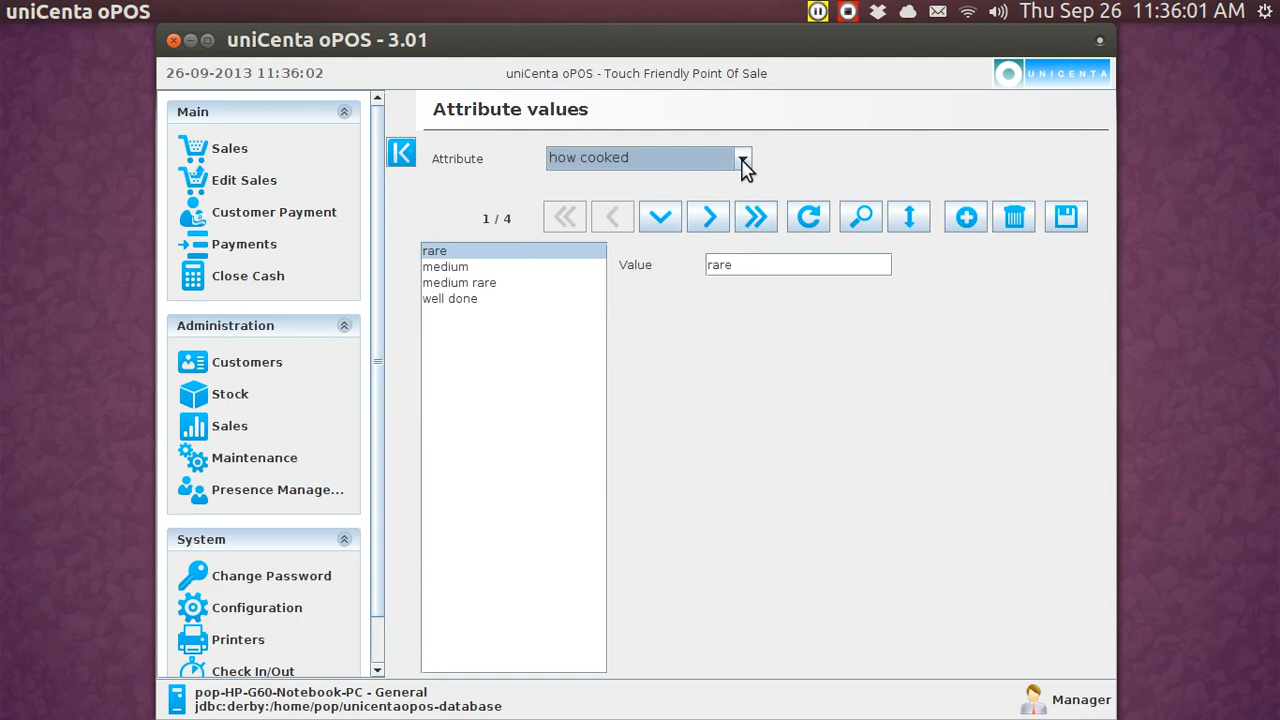 uniCenta oPOS
Thu Sep 26 11:36:01 AM
uniCenta oPOS - 3.01
26-09-2013 11:36:02
uniCenta oPOS - Touch Friendly Point Of Sale
UNICENTA
Main
Sales
Edit Sales
Customer Payment
Payments
Close Cash
Administration
Customers
Stock
Sales
Maintenance
Presence Manage...
System
Change Password
Configuration
Printers
Check In/Out
Attribute values
Attribute
how cooked
1 / 4
rare
medium
medium rare
well done
Value
rare
pop-HP-G60-Notebook-PC - General
jdbc:derby:/home/pop/unicentaopos-database
Manager